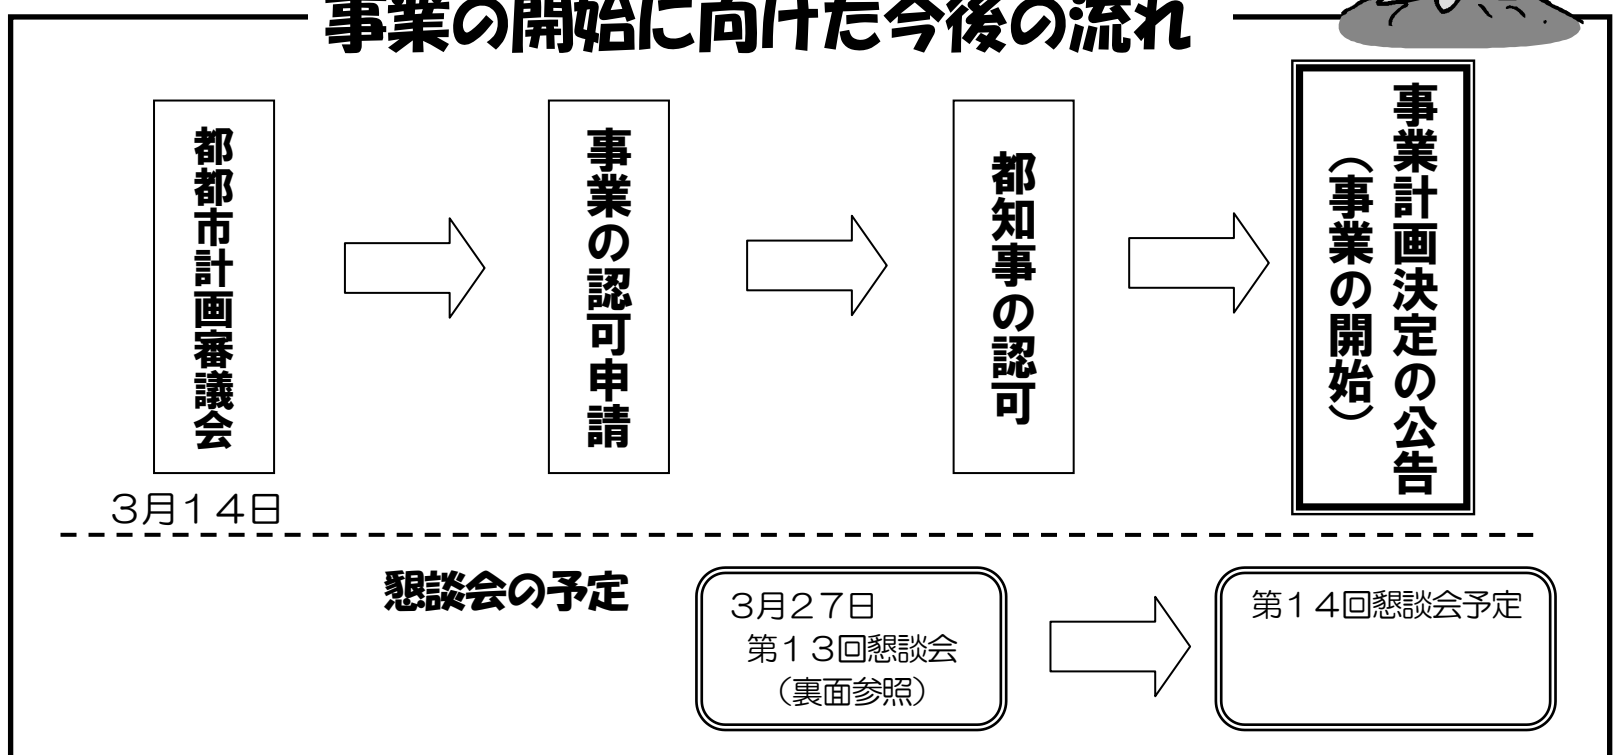 事業の開始に向けた今後の流れ
都都市計画審議会
事業の認可申請
都知事の認可
事業計画決定の公告
（事業の開始）
３月１４日
懇談会の予定
３月２７日
第１３回懇談会
（裏面参照）
第１４回懇談会予定